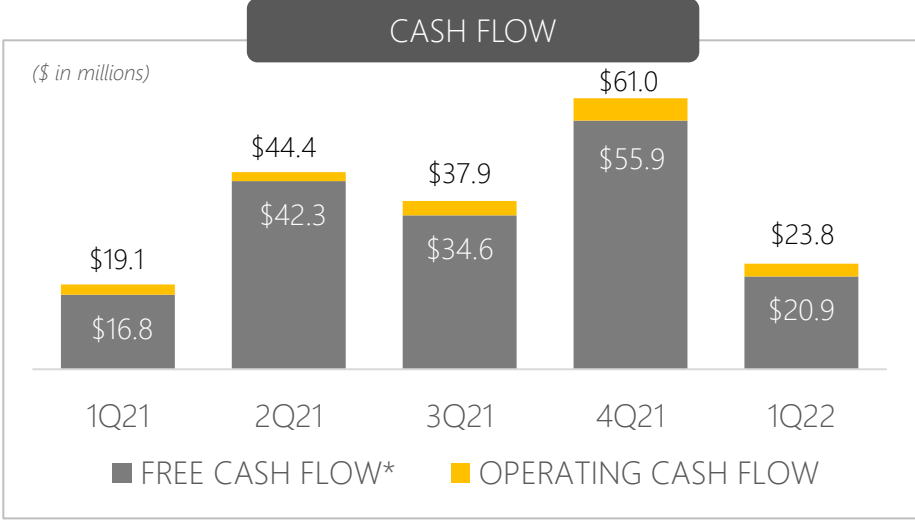 CASH FLOW
($ in millions)
$61.0
$44.4
$55.9
$37.9
$42.3
$34.6
$23.8
$19.1
$20.9
$16.8
1Q21 2Q21 3Q21 4Q21 1Q22
FREE CASH FLOW* OPERATING CASH FLOW